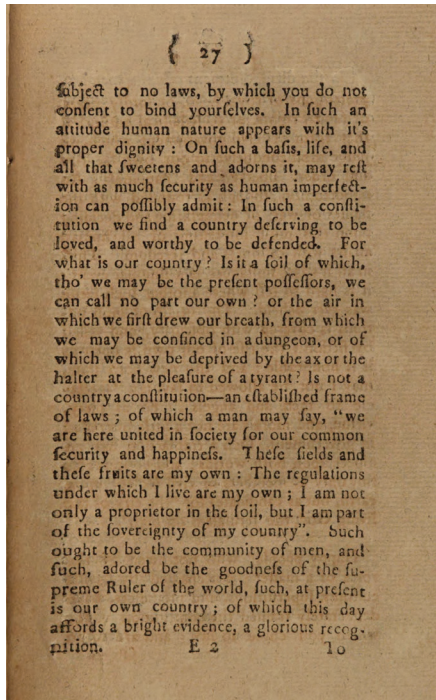 { 27 }
ſubject to no laws, by which you do not
conſent to bind yourſelves. In ſuch an
attitude human nature appears with it's
proper dignity : On ſuch a baſis, life, and
all that ſweetens and adorns it, may reſt
with as much ſecurity as human imperfect-
ion can poſſibly admit : In ſuch a conſti-
tution we find a country deſerving to be
loved, and worthy to be defended. For
what is our country ? Is it a ſoil of which,
tho' we may be the preſent poſſeſſors, we
can call no part our own ? or the air in
which we firſt drew our breath, from which
we may be confined in a dungeon, or of
which we may be deprived by the ax or the
halter at the pleaſure of a tyrant ? Is not a
country a conſtitution—an eſtabliſhed frame
of laws ; of which a man may ſay, "we
are here united in ſociety for our common
ſecurity and happineſs. Theſe fields and
theſe fruits are my own : The regulations
under which I live are my own ; I am not
only a proprietor in the ſoil, but I am part
of the ſovereignty of my country". Such
ought to be the community of men, and
ſuch, adored be the goodneſs of the ſu-
preme Ruler of the world, ſuch, at preſent
is our own country ; of which this day
affords a bright evidence, a glorious recog-
nition. E 2 To